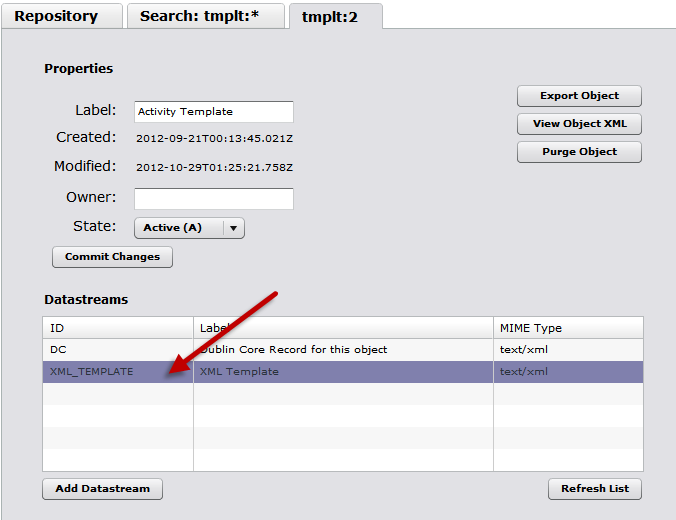 Repository Search: tmplt:* tmplt:2
Properties
Export Object
Label: Activity Template
View Object XML
Created: 2012-09-21T00:13:45.021Z
Purge Object
Modified: 2012-10-29T01:25:21.758Z
Owner:
State: Active (A)
Commit Changes
Datastreams
ID Label MIME Type
DC Dublin Core Record for this object text/xml
XML_TEMPLATE XML Template text/xml
Add Datastream Refresh List